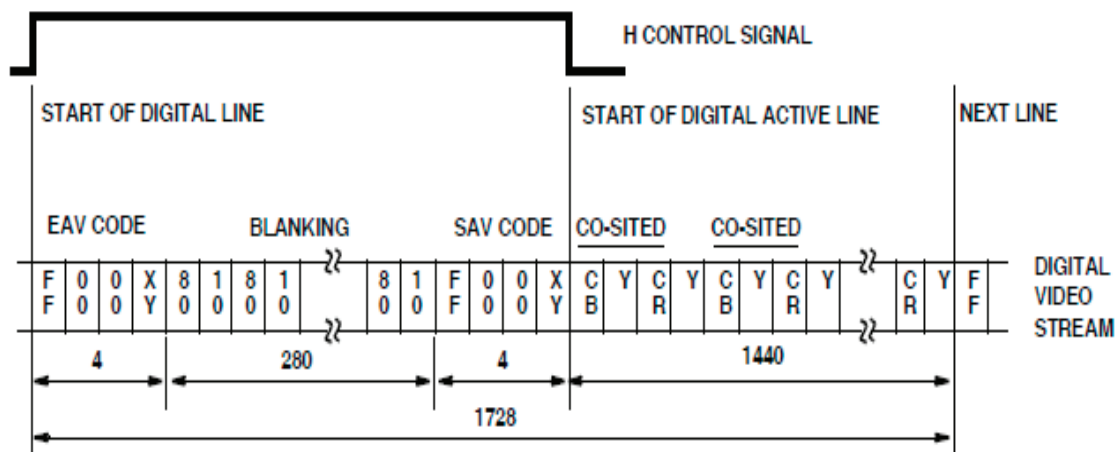 H CONTROL SIGNAL
START OF DIGITAL LINE
START OF DIGITAL ACTIVE LINE
NEXT LINE
EAV CODE
BLANKING
SAV CODE
CO-SITED
CO-SITED
F 0 0 X 8 1 8 1 8 1 F 0 0 X C Y C Y C Y C Y C Y F
F 0 0 Y 0 0 0 0 0 0 F 0 0 Y B R B R R F
DIGITAL
VIDEO
STREAM
4
280
4
1440
1728